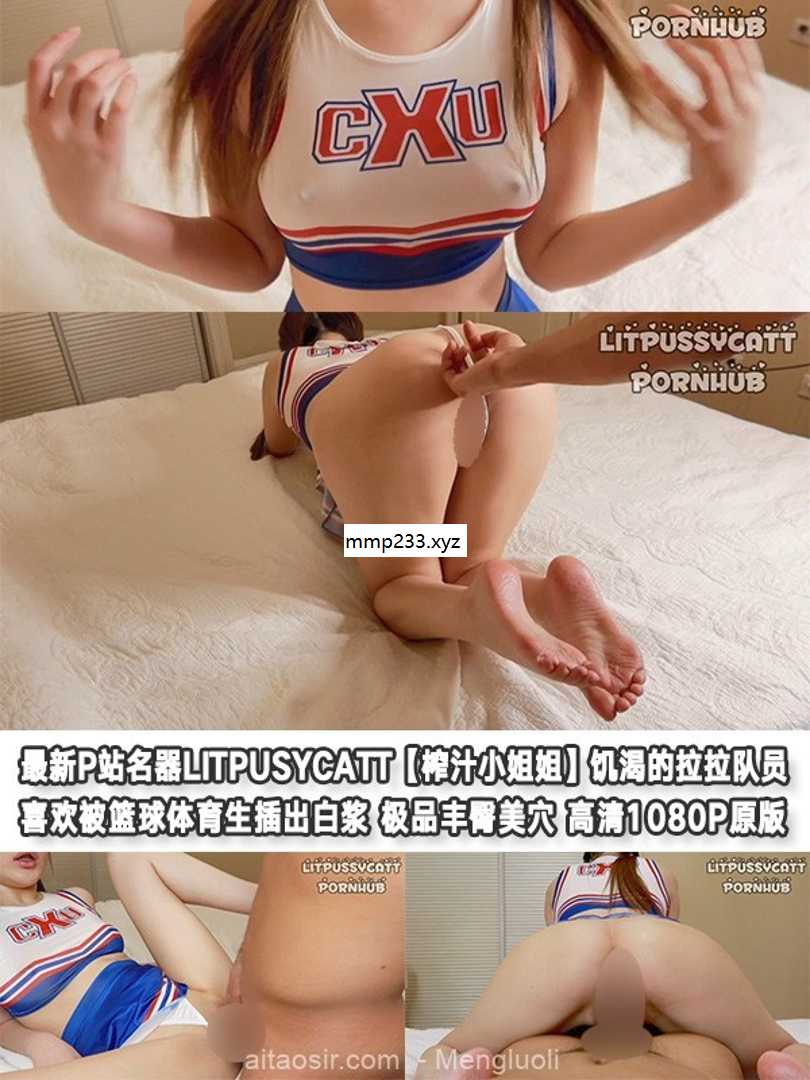 PORNHUB
CXU
LITPUSSYCATT
PORNHUB
mmp233.xyz
最新P站名器LITPUSYCATT【榨汁小姐姐】饥渴的拉拉队员
喜欢被篮球体育生插出白浆 极品丰臀美穴 高清1080P原版
LITPUSSYCATT
PORNHUB
CXU
LITPUSSYCATT
PORNHUB
aitaosir.com - Mengluoli